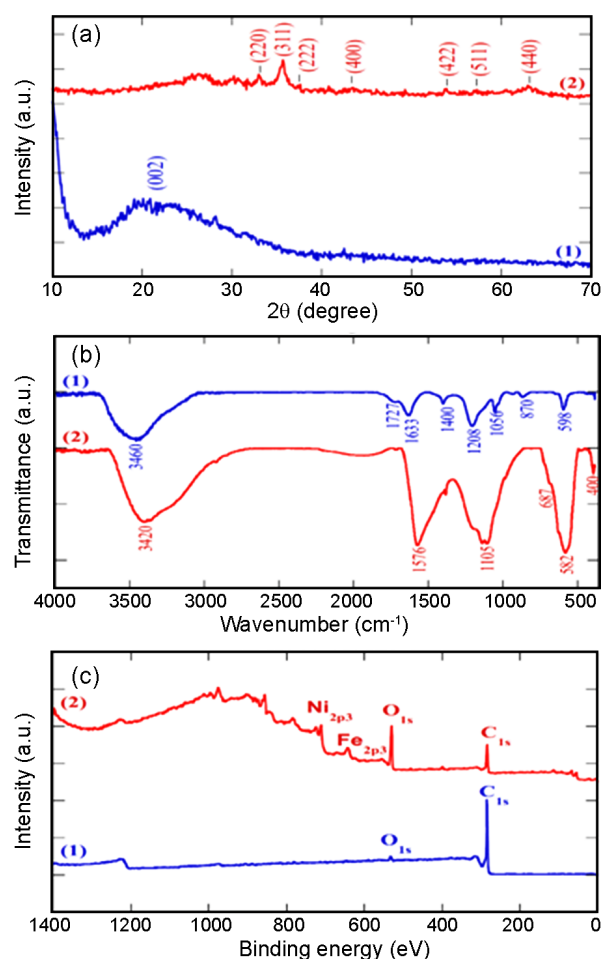 (a)
(220)
(311)
(222)
(400)
(422)
(511)
(440)
(2)
(002)
(1)
Intensity (a.u.)
10 20 30 40 50 60 70
2θ (degree)
(b)
(1)
3460
1727
1633
1400
1208
1056
870
598
(2)
3420
1576
1105
687
582
400
Transmittance (a.u.)
4000 3500 3000 2500 2000 1500 1000 500
Wavenumber (cm-1)
(c)
(2)
Ni2p3
Fe2p3
O1s
C1s
(1)
O1s
C1s
Intensity (a.u.)
1400 1200 1000 800 600 400 200 0
Binding energy (eV)